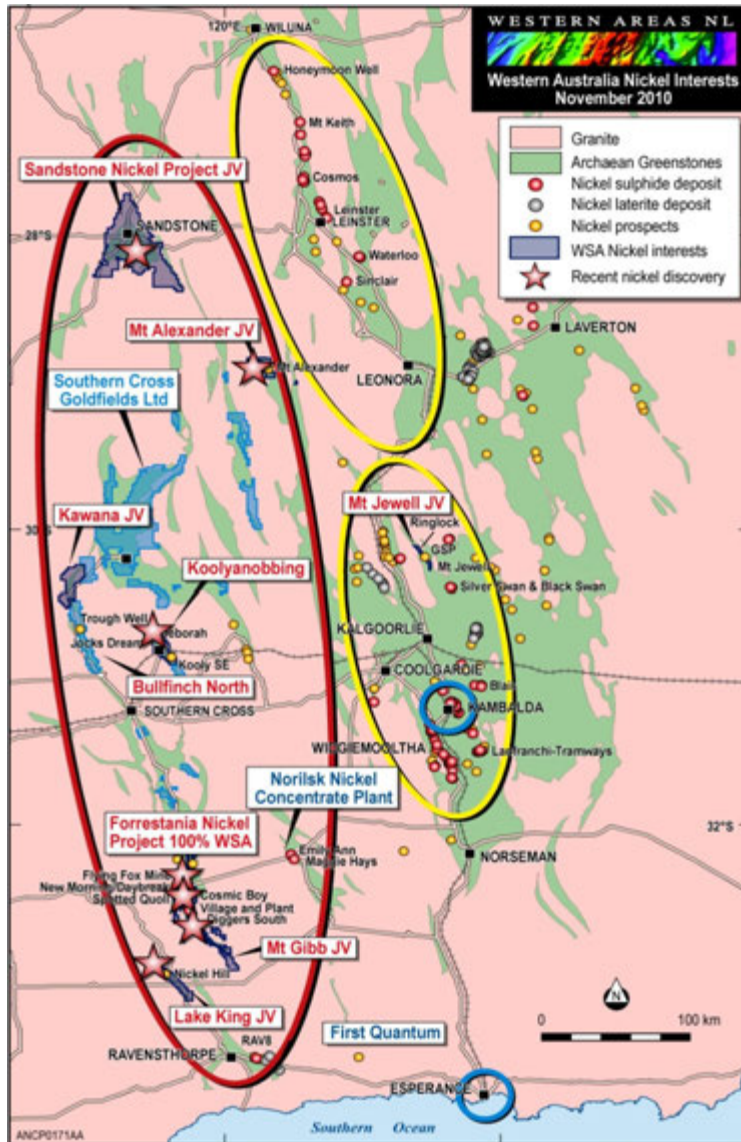 WESTERN AREAS NL
Western Australia Nickel Interests
November 2010
Granite
Archaean Greenstones
Nickel sulphide deposit
Nickel laterite deposit
Nickel prospects
WSA Nickel interests
Recent nickel discovery
120°E
WILUNA
Honeymoon Well
Mt Keith
Cosmos
Leinster
LEINSTER
Waterloo
Sinclair
Sandstone Nickel Project JV
28°S
SANDSTONE
Mt Alexander JV
Mt Alexander
LAVERTON
LEONORA
Southern Cross
Goldfields Ltd
30°S
Kawana JV
Mt Jewell JV
Ringlock
GSP
Mt Jewell
Silver Swan & Black Swan
Koolyanobbing
Trough Well
Deborah
Jocks Dream
Kooly SE
Bullfinch North
SOUTHERN CROSS
KALGOORLIE
COOLGARDIE
Blair
KAMBALDA
WIDGIEMOOLTHA
Lanfranchi-Tramways
Norilsk Nickel
Concentrate Plant
32°S
Forrestania Nickel
Project 100% WSA
Emily Ann
Maggie Hays
NORSEMAN
Flying Fox Mine
New Morning/Daybreak
Spotted Quoll
Cosmic Boy
Village and Plant
Diggers South
Mt Gibb JV
Nickel Hill
Lake King JV
N
0 100 km
First Quantum
RAV8
RAVENSTHORPE
ESPERANCE
Southern Ocean
ANCP0171AA